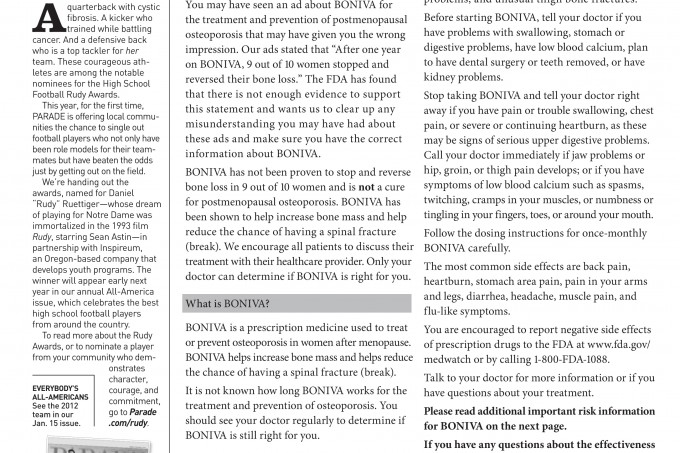 A quarterback with cystic
fibrosis. A kicker who
trained while battling
cancer. And a defensive back
who is a top tackler for her
team. These courageous ath-
letes are among the notable
nominees for the High School
Football Rudy Awards.
This year, for the first time,
PARADE is offering local commu-
nities the chance to single out
football players who not only have
been role models for their team-
mates but have beaten the odds
just by getting out on the field.
We're handing out the
awards, named for Daniel
"Rudy" Ruettiger—whose dream
of playing for Notre Dame was
immortalized in the 1993 film
Rudy, starring Sean Astin—in
partnership with Inspireum,
an Oregon-based company that
develops youth programs. The
winner will appear early next
year in our annual All-America
issue, which celebrates the best
high school football players
from around the country.
To read more about the Rudy
Awards, or to nominate a player
from your community who dem-
onstrates
character,
courage, and
commitment,
go to Parade
.com/rudy.
EVERYBODY'S
ALL-AMERICANS
See the 2012
team in our
Jan. 15 issue.
You may have seen an ad about BONIVA for
the treatment and prevention of postmenopausal
osteoporosis that may have given you the wrong
impression. Our ads stated that "After one year
on BONIVA, 9 out of 10 women stopped and
reversed their bone loss." The FDA has found
that there is not enough evidence to support
this statement and wants us to clear up any
misunderstanding you may have had about
these ads and make sure you have the correct
information about BONIVA.
BONIVA has not been proven to stop and reverse
bone loss in 9 out of 10 women and is not a cure
for postmenopausal osteoporosis. BONIVA has
been shown to help increase bone mass and help
reduce the chance of having a spinal fracture
(break). We encourage all patients to discuss their
treatment with their healthcare provider. Only your
doctor can determine if BONIVA is right for you.
What is BONIVA?
BONIVA is a prescription medicine used to treat
or prevent osteoporosis in women after menopause.
BONIVA helps increase bone mass and helps reduce
the chance of having a spinal fracture (break).
It is not known how long BONIVA works for the
treatment and prevention of osteoporosis. You
should see your doctor regularly to determine if
BONIVA is still right for you.
problems, and unusual thigh bone fractures.
Before starting BONIVA, tell your doctor if you
have problems with swallowing, stomach or
digestive problems, have low blood calcium, plan
to have dental surgery or teeth removed, or have
kidney problems.
Stop taking BONIVA and tell your doctor right
away if you have pain or trouble swallowing, chest
pain, or severe or continuing heartburn, as these
may be signs of serious upper digestive problems.
Call your doctor immediately if jaw problems or
hip, groin, or thigh pain develops; or if you have
symptoms of low blood calcium such as spasms,
twitching, cramps in your muscles, or numbness or
tingling in your fingers, toes, or around your mouth.
Follow the dosing instructions for once-monthly
BONIVA carefully.
The most common side effects are back pain,
heartburn, stomach area pain, pain in your arms
and legs, diarrhea, headache, muscle pain, and
flu-like symptoms.
You are encouraged to report negative side effects
of prescription drugs to the FDA at www.fda.gov/
medwatch or by calling 1-800-FDA-1088.
Talk to your doctor for more information or if you
have questions about your treatment.
Please read additional important risk information
for BONIVA on the next page.
If you have any questions about the effectiveness